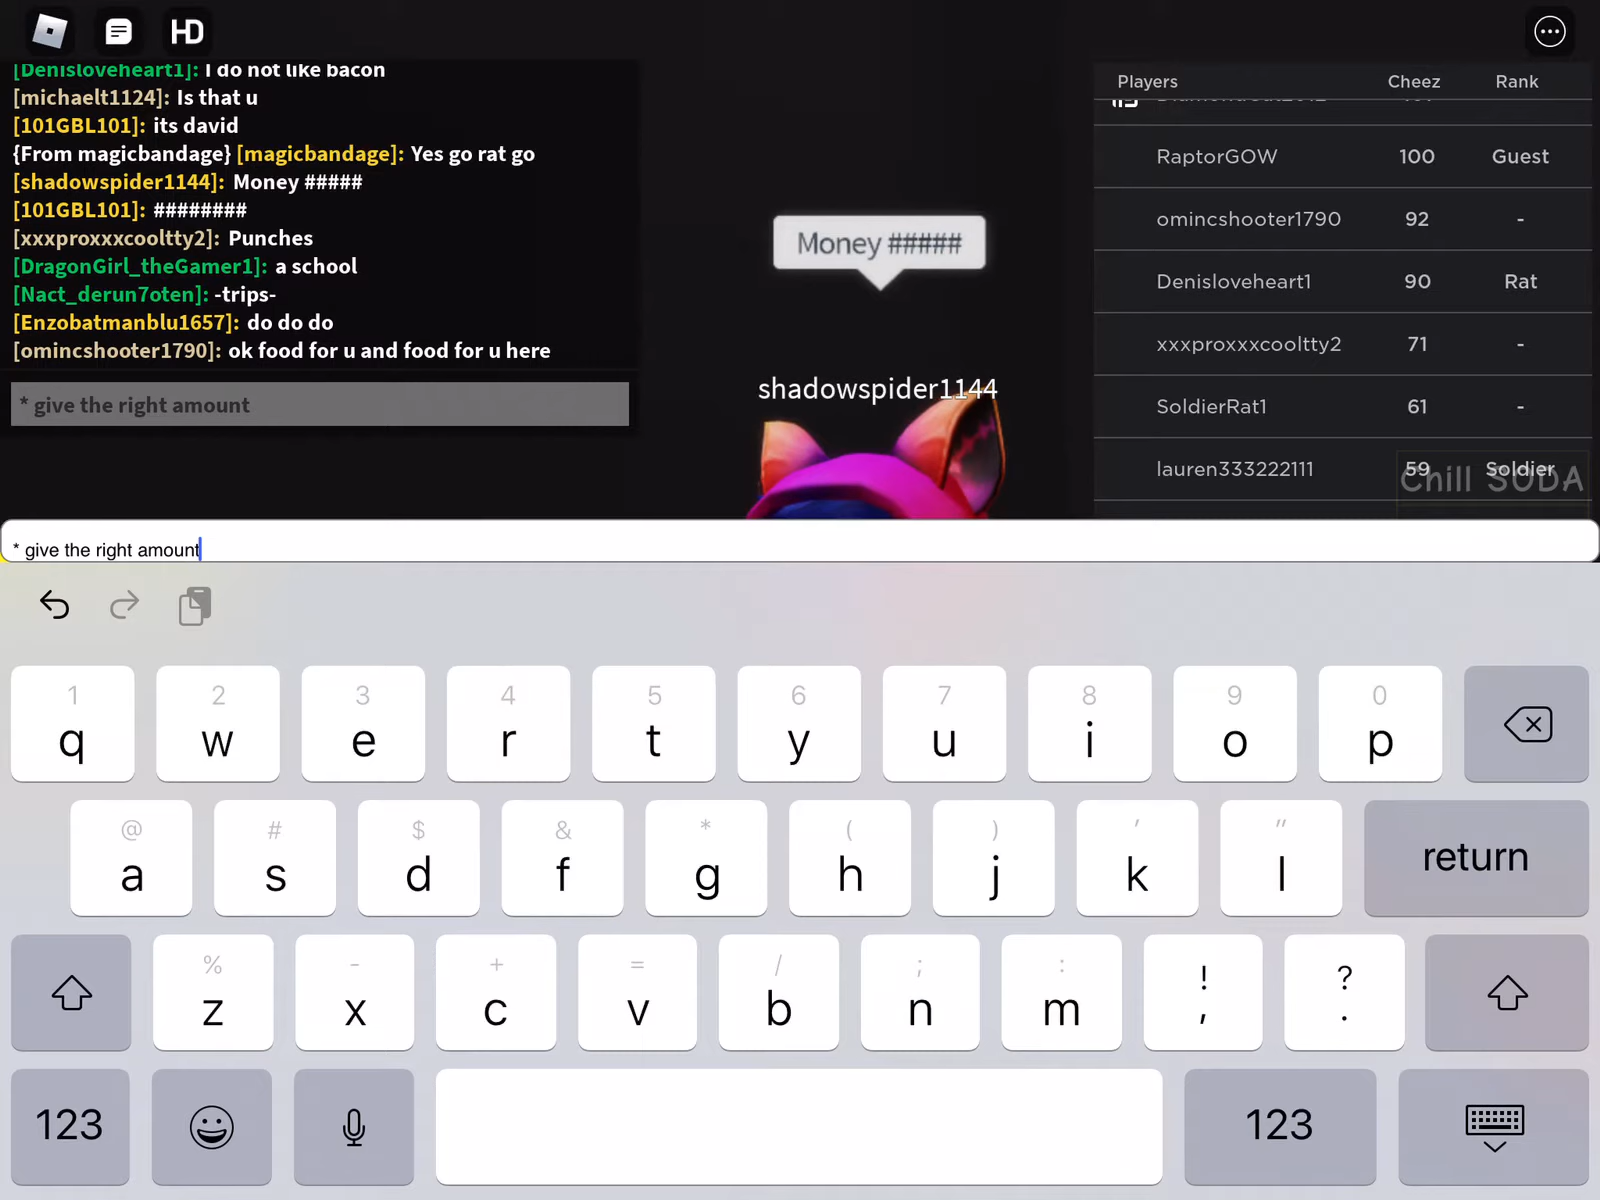 HD
[Denisloveheart1]: I do not like bacon
[michaelt1124]: Is that u
[101GBL101]: its david
{From magicbandage} [magicbandage]: Yes go rat go
[shadowspider1144]: Money #####
[101GBL101]: ########
[xxxproxxxcooltty2]: Punches
[DragonGirl_theGamer1]: a school
[Nact_derun7oten]: -trips-
[Enzobatmanblu1657]: do do do
[omincshooter1790]: ok food for u and food for u here
* give the right amount
Money #####
shadowspider1144
Players Cheez Rank
RaptorGOW 100 Guest
omincshooter1790 92 -
Denisloveheart1 90 Rat
xxxproxxxcooltty2 71 -
SoldierRat1 61 -
lauren333222111 59 Soldier
Chill SODA
* give the right amount
1 2 3 4 5 6 7 8 9 0
q w e r t y u i o p
@ # $ & * ( ) ' "
a s d f g h j k l return
% - + = / ; : ! ?
z x c v b n m , .
123 123